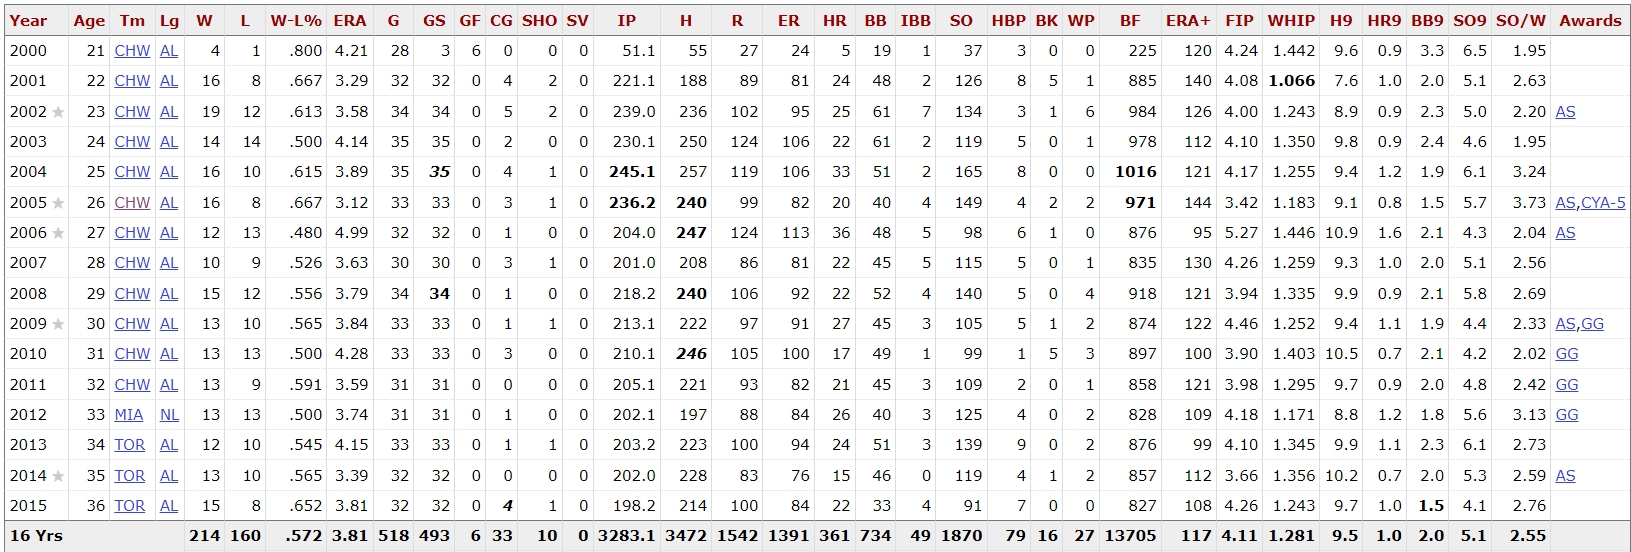 Year Age Tm Lg W L W-L% ERA G GS GF CG SHO SV IP H R ER HR BB IBB SO HBP BK WP BF ERA+ FIP WHIP H9 HR9 BB9 SO9 SO/W Awards
2000 21 CHW AL 4 1 .800 4.21 28 3 6 0 0 0 51.1 55 27 24 5 19 1 37 3 0 0 225 120 4.24 1.442 9.6 0.9 3.3 6.5 1.95
2001 22 CHW AL 16 8 .667 3.29 32 32 0 4 2 0 221.1 188 89 81 24 48 2 126 8 5 1 885 140 4.08 1.066 7.6 1.0 2.0 5.1 2.63
2002 ★ 23 CHW AL 19 12 .613 3.58 34 34 0 5 2 0 239.0 236 102 95 25 61 7 134 3 1 6 984 126 4.00 1.243 8.9 0.9 2.3 5.0 2.20 AS
2003 24 CHW AL 14 14 .500 4.14 35 35 0 2 0 0 230.1 250 124 106 22 61 2 119 5 0 1 978 112 4.10 1.350 9.8 0.9 2.4 4.6 1.95
2004 25 CHW AL 16 10 .615 3.89 35 35 0 4 1 0 245.1 257 119 106 33 51 2 165 8 0 0 1016 121 4.17 1.255 9.4 1.2 1.9 6.1 3.24
2005 ★ 26 CHW AL 16 8 .667 3.12 33 33 0 3 1 0 236.2 240 99 82 20 40 4 149 4 2 2 971 144 3.42 1.183 9.1 0.8 1.5 5.7 3.73 AS,CYA-5
2006 ★ 27 CHW AL 12 13 .480 4.99 32 32 0 1 0 0 204.0 247 124 113 36 48 5 98 6 1 0 876 95 5.27 1.446 10.9 1.6 2.1 4.3 2.04 AS
2007 28 CHW AL 10 9 .526 3.63 30 30 0 3 1 0 201.0 208 86 81 22 45 5 115 5 0 1 835 130 4.26 1.259 9.3 1.0 2.0 5.1 2.56
2008 29 CHW AL 15 12 .556 3.79 34 34 0 1 0 0 218.2 240 106 92 22 52 4 140 5 0 4 918 121 3.94 1.335 9.9 0.9 2.1 5.8 2.69
2009 ★ 30 CHW AL 13 10 .565 3.84 33 33 0 1 1 0 213.1 222 97 91 27 45 3 105 5 1 2 874 122 4.46 1.252 9.4 1.1 1.9 4.4 2.33 AS,GG
2010 31 CHW AL 13 13 .500 4.28 33 33 0 3 0 0 210.1 246 105 100 17 49 1 99 1 5 3 897 100 3.90 1.403 10.5 0.7 2.1 4.2 2.02 GG
2011 32 CHW AL 13 9 .591 3.59 31 31 0 0 0 0 205.1 221 93 82 21 45 3 109 2 0 1 858 121 3.98 1.295 9.7 0.9 2.0 4.8 2.42 GG
2012 33 MIA NL 13 13 .500 3.74 31 31 0 1 0 0 202.1 197 88 84 26 40 3 125 4 0 2 828 109 4.18 1.171 8.8 1.2 1.8 5.6 3.13 GG
2013 34 TOR AL 12 10 .545 4.15 33 33 0 1 1 0 203.2 223 100 94 24 51 3 139 9 0 2 876 99 4.10 1.345 9.9 1.1 2.3 6.1 2.73
2014 ★ 35 TOR AL 13 10 .565 3.39 32 32 0 0 0 0 202.0 228 83 76 15 46 0 119 4 1 2 857 112 3.66 1.356 10.2 0.7 2.0 5.3 2.59 AS
2015 36 TOR AL 15 8 .652 3.81 32 32 0 4 1 0 198.2 214 100 84 22 33 4 91 7 0 0 827 108 4.26 1.243 9.7 1.0 1.5 4.1 2.76
16 Yrs 214 160 .572 3.81 518 493 6 33 10 0 3283.1 3472 1542 1391 361 734 49 1870 79 16 27 13705 117 4.11 1.281 9.5 1.0 2.0 5.1 2.55